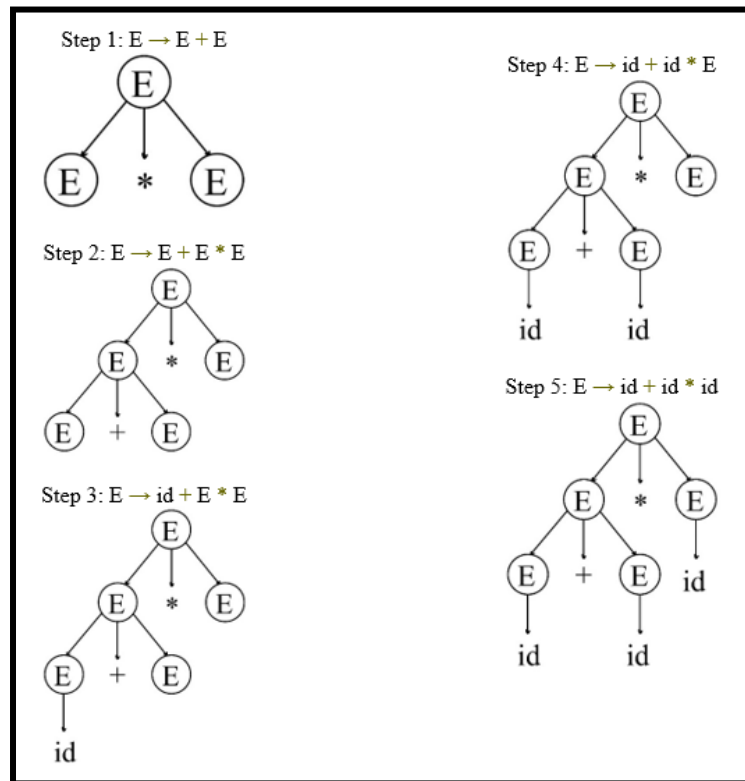 Step 1: E → E + E
E
E * E
Step 2: E → E + E * E
E
E * E
E + E
Step 3: E → id + E * E
E
E * E
E + E
id
Step 4: E → id + id * E
E
E * E
E + E
id id
Step 5: E → id + id * id
E
E * E
E + E id
id id